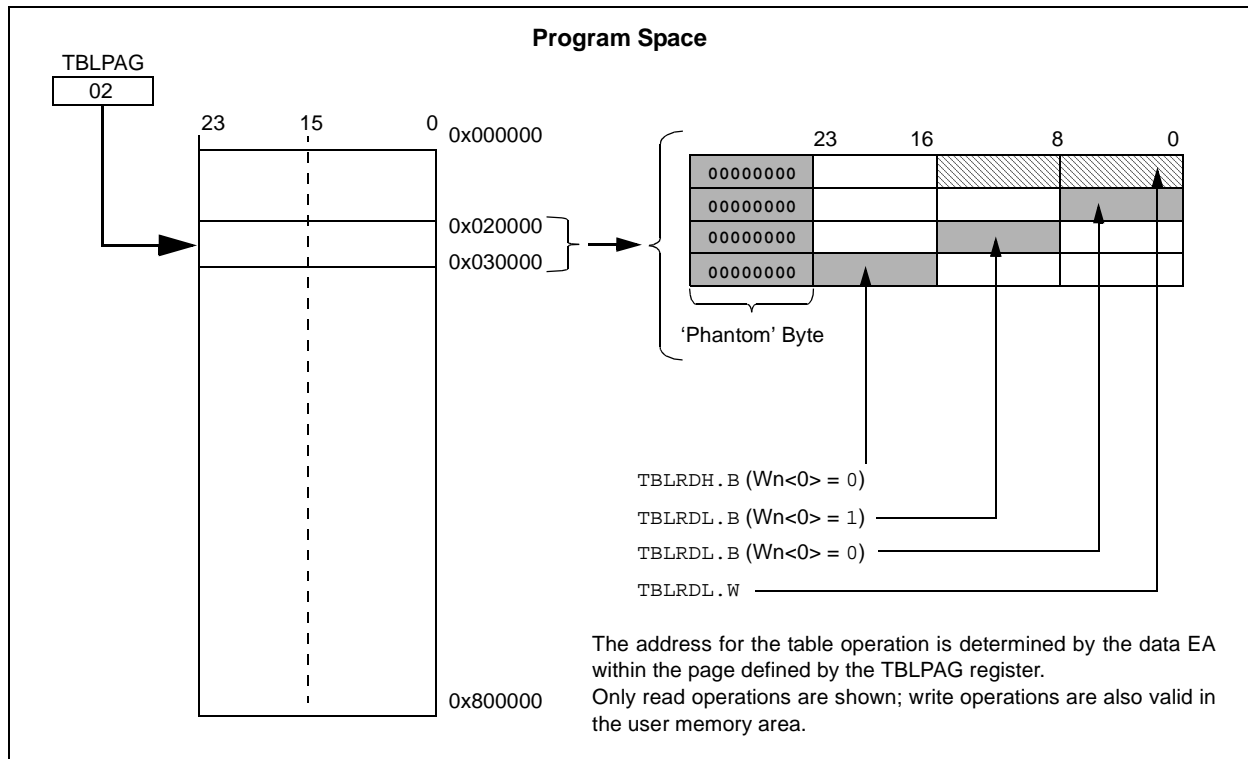 Program Space
TBLPAG
02
23 15 0
0x000000
0x020000
0x030000
0x800000
23 16 8 0
00000000
00000000
00000000
00000000
‘Phantom’ Byte
TBLRDH.B (Wn<0> = 0)
TBLRDL.B (Wn<0> = 1)
TBLRDL.B (Wn<0> = 0)
TBLRDL.W
The address for the table operation is determined by the data EA
within the page defined by the TBLPAG register.
Only read operations are shown; write operations are also valid in
the user memory area.